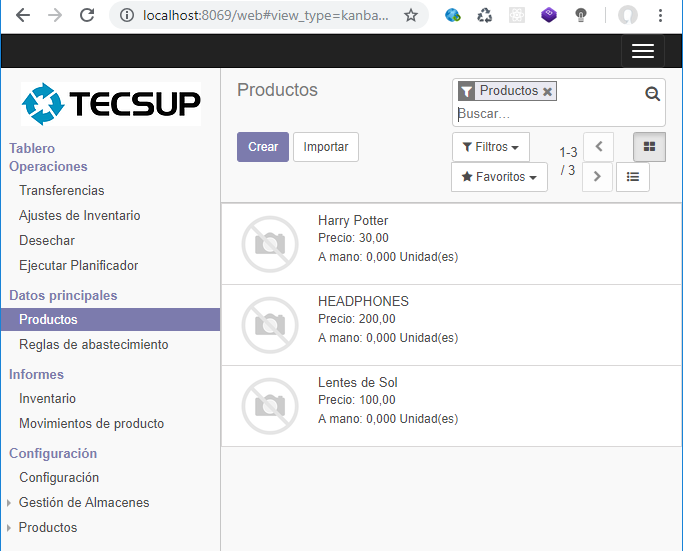 localhost:8069/web#view_type=kanba...
TECSUP
Tablero
Operaciones
Transferencias
Ajustes de Inventario
Desechar
Ejecutar Planificador
Datos principales
Productos
Reglas de abastecimiento
Informes
Inventario
Movimientos de producto
Configuración
Configuración
Gestión de Almacenes
Productos
Productos
Productos
Buscar...
Crear
Importar
Filtros
Favoritos
1-3
/ 3
Harry Potter
Precio: 30,00
A mano: 0,000 Unidad(es)
HEADPHONES
Precio: 200,00
A mano: 0,000 Unidad(es)
Lentes de Sol
Precio: 100,00
A mano: 0,000 Unidad(es)